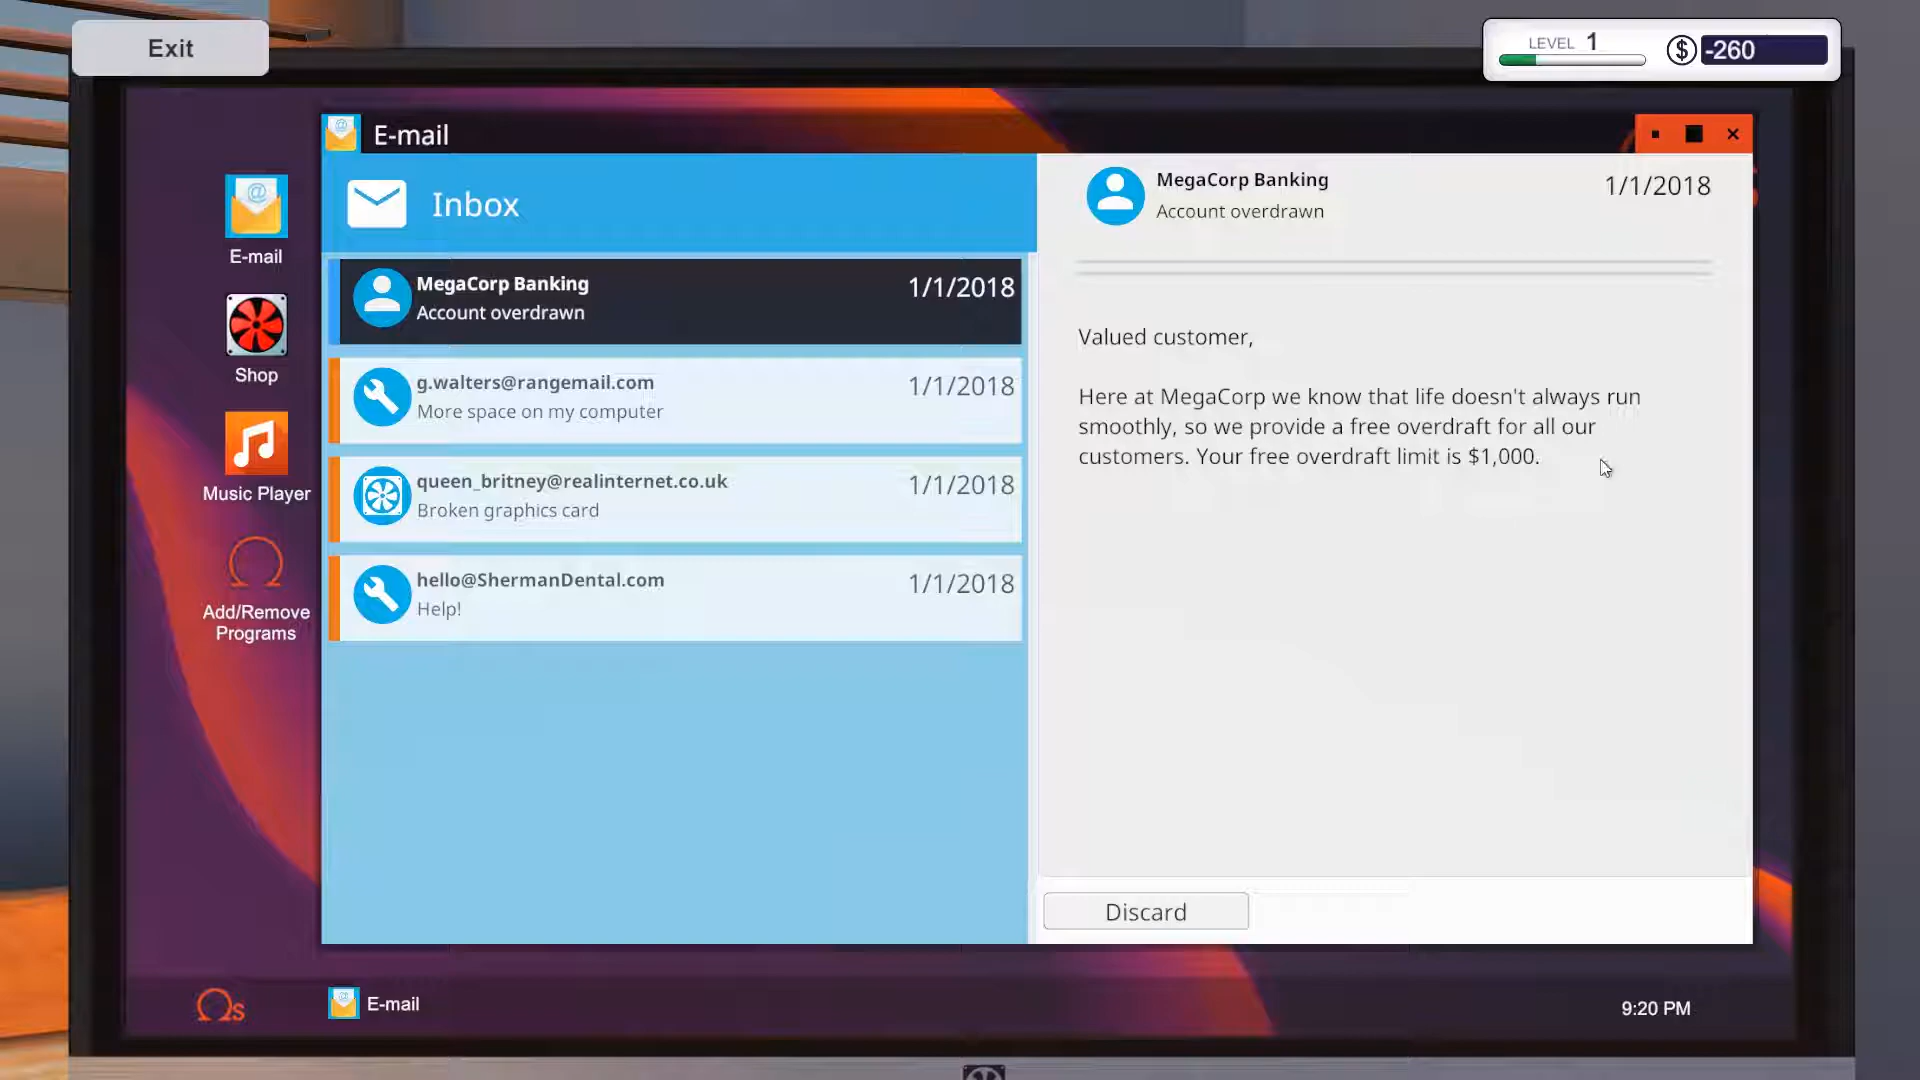 Exit
LEVEL 1
$ -260
E-mail
E-mail
Shop
Music Player
Add/Remove
Programs
Inbox
MegaCorp Banking
1/1/2018
Account overdrawn
g.walters@rangemail.com
1/1/2018
More space on my computer
queen_britney@realinternet.co.uk
1/1/2018
Broken graphics card
hello@ShermanDental.com
1/1/2018
Help!
MegaCorp Banking
1/1/2018
Account overdrawn
Valued customer,
Here at MegaCorp we know that life doesn't always run
smoothly, so we provide a free overdraft for all our
customers. Your free overdraft limit is $1,000.
Discard
Ωs
E-mail
9:20 PM